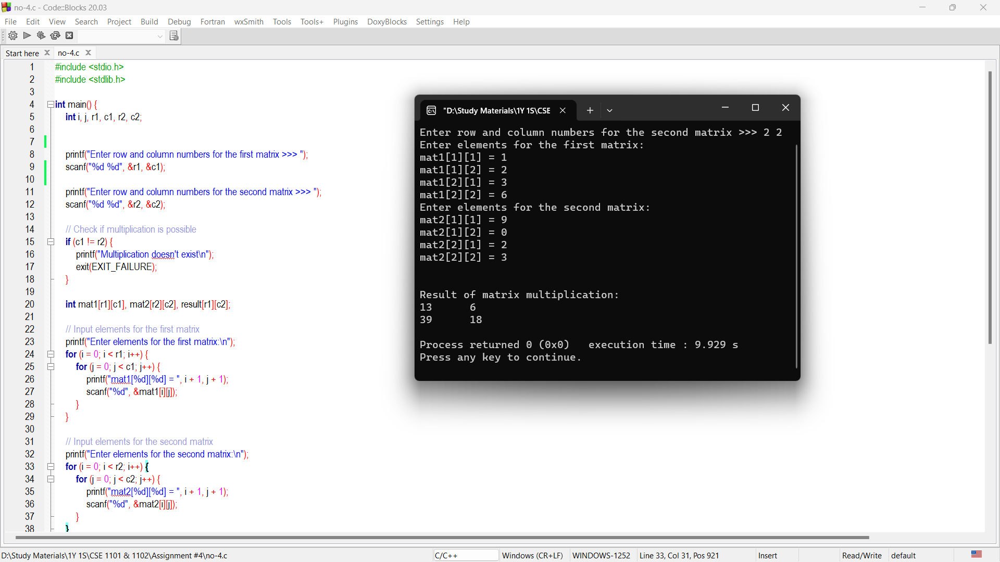 no-4.c - Code::Blocks 20.03
File Edit View Search Project Build Debug Fortran wxSmith Tools Tools+ Plugins DoxyBlocks Settings Help
Start here no-4.c
1 #include <stdio.h>
2 #include <stdlib.h>
3
4 int main() {
5 int i, j, r1, c1, r2, c2;
6
7
8 printf("Enter row and column numbers for the first matrix >>> ");
9 scanf("%d %d", &r1, &c1);
10
11 printf("Enter row and column numbers for the second matrix >>> ");
12 scanf("%d %d", &r2, &c2);
13
14 // Check if multiplication is possible
15 if (c1 != r2) {
16 printf("Multiplication doesn't exist\n");
17 exit(EXIT_FAILURE);
18 }
19
20 int mat1[r1][c1], mat2[r2][c2], result[r1][c2];
21
22 // Input elements for the first matrix
23 printf("Enter elements for the first matrix:\n");
24 for (i = 0; i < r1; i++) {
25 for (j = 0; j < c1; j++) {
26 printf("mat1[%d][%d] = ", i + 1, j + 1);
27 scanf("%d", &mat1[i][j]);
28 }
29 }
30
31 // Input elements for the second matrix
32 printf("Enter elements for the second matrix:\n");
33 for (i = 0; i < r2; i++) {
34 for (j = 0; j < c2; j++) {
35 printf("mat2[%d][%d] = ", i + 1, j + 1);
36 scanf("%d", &mat2[i][j]);
37 }
38 }
"D:\Study Materials\1Y 1S\CSE
Enter row and column numbers for the second matrix >>> 2 2
Enter elements for the first matrix:
mat1[1][1] = 1
mat1[1][2] = 2
mat1[2][1] = 3
mat1[2][2] = 6
Enter elements for the second matrix:
mat2[1][1] = 9
mat2[1][2] = 0
mat2[2][1] = 2
mat2[2][2] = 3
Result of matrix multiplication:
13 6
39 18
Process returned 0 (0x0) execution time : 9.929 s
Press any key to continue.
D:\Study Materials\1Y 1S\CSE 1101 & 1102\Assignment #4\no-4.c C/C++ Windows (CR+LF) WINDOWS-1252 Line 33, Col 31, Pos 921 Insert Read/Write default